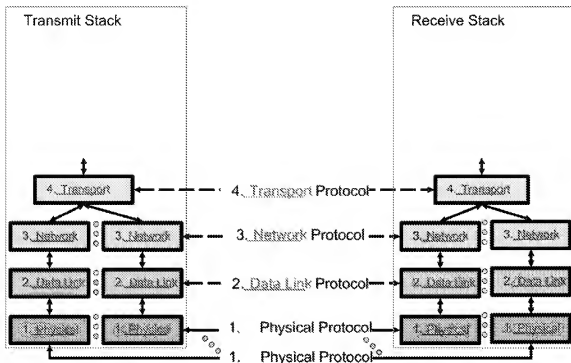 Transmit Stack
Receive Stack
4. Transport
4. Transport Protocol
4. Transport
3. Network
3. Network
3. Network Protocol
3. Network
3. Network
2. Data Link
2. Data Link
2. Data Link Protocol
2. Data Link
2. Data Link
1. Physical
1. Physical
1. Physical Protocol
1. Physical
1. Physical
1. Physical Protocol